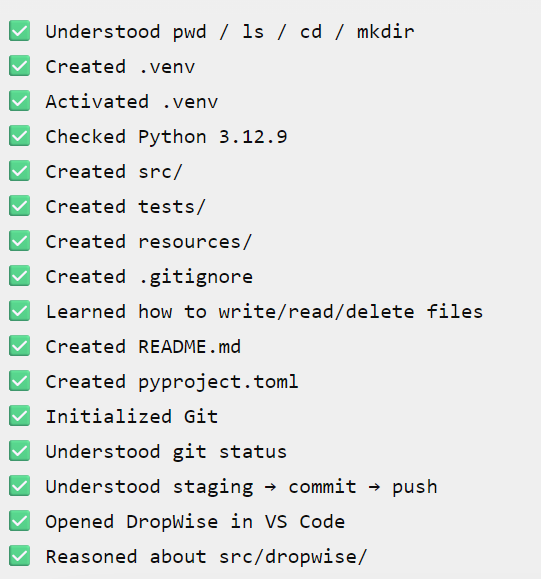 ✅ Understood pwd / ls / cd / mkdir
✅ Created .venv
✅ Activated .venv
✅ Checked Python 3.12.9
✅ Created src/
✅ Created tests/
✅ Created resources/
✅ Created .gitignore
✅ Learned how to write/read/delete files
✅ Created README.md
✅ Created pyproject.toml
✅ Initialized Git
✅ Understood git status
✅ Understood staging → commit → push
✅ Opened DropWise in VS Code
✅ Reasoned about src/dropwise/